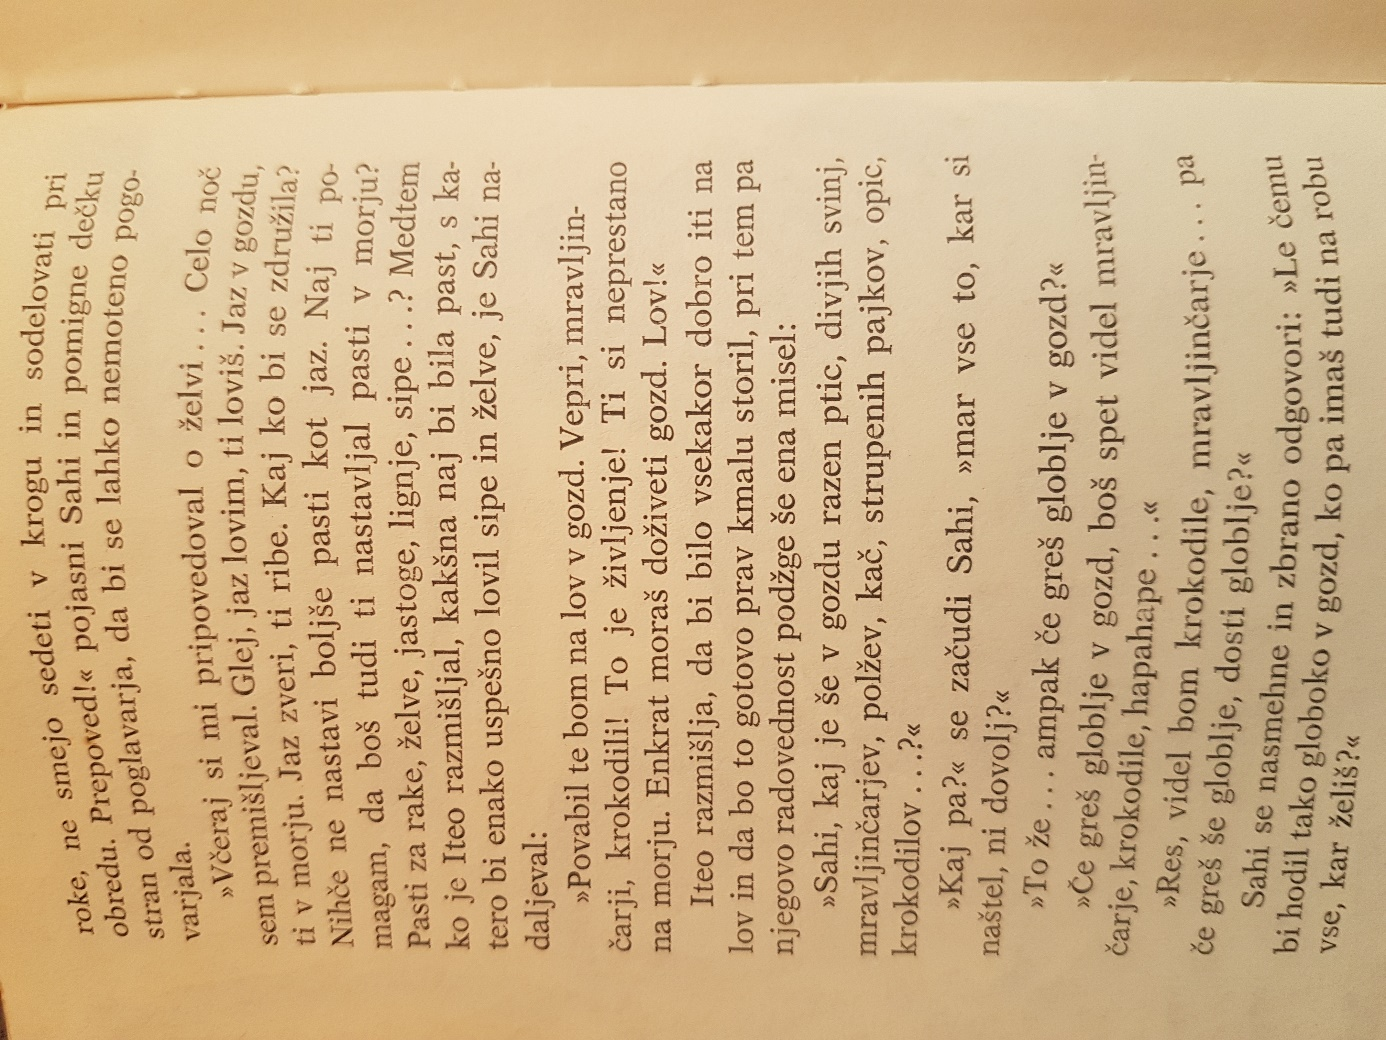 roke, ne smejo sedeti v krogu in sodelovati pri
obredu. Prepoved!« pojasni Sahi in pomigne dečku
stran od poglavarja, da bi se lahko nemoteno pogo-
varjala.
»Včeraj si mi pripovedoval o želvi... Celo noč
sem premišljeval. Glej, jaz lovim, ti loviš. Jaz v gozdu,
ti v morju. Jaz zveri, ti ribe. Kaj ko bi se združila?
Nihče ne nastavi boljše pasti kot jaz. Naj ti po-
magam, da boš tudi ti nastavljal pasti v morju?
Pasti za rake, želve, jastoge, lignje, sipe...? Medtem
ko je Iteo razmišljal, kakšna naj bi bila past, s ka-
tero bi enako uspešno lovil sipe in želve, je Sahi na-
daljeval:
»Povabil te bom na lov v gozd. Vepri, mravljin-
čarji, krokodili! To je življenje! Ti si neprestano
na morju. Enkrat moraš doživeti gozd. Lov!«
Iteo razmišlja, da bi bilo vsekakor dobro iti na
lov in da bo to gotovo prav kmalu storil, pri tem pa
njegovo radovednost podžge še ena misel:
»Sahi, kaj je še v gozdu razen ptic, divjih svinj,
mravljinčarjev, polžev, kač, strupenih pajkov, opic,
krokodilov...?«
»Kaj pa?« se začudi Sahi, »mar vse to, kar si
naštel, ni dovolj?«
»To že... ampak če greš globlje v gozd?«
»Če greš globlje v gozd, boš spet videl mravljin-
čarje, krokodile, hapahape...«
»Res, videl bom krokodile, mravljinčarje... pa
če greš še globlje, dosti globlje?«
Sahi se nasmehne in zbrano odgovori: »Le čemu
bi hodil tako globoko v gozd, ko pa imaš tudi na robu
vse, kar želiš?«